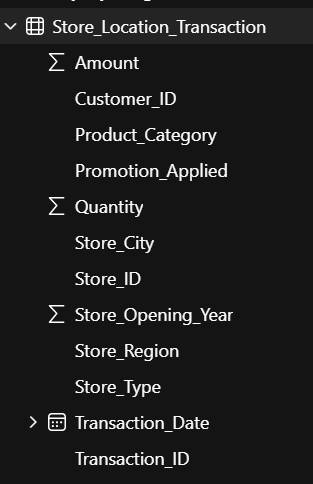 Store_Location_Transaction
Amount
Customer_ID
Product_Category
Promotion_Applied
Quantity
Store_City
Store_ID
Store_Opening_Year
Store_Region
Store_Type
Transaction_Date
Transaction_ID